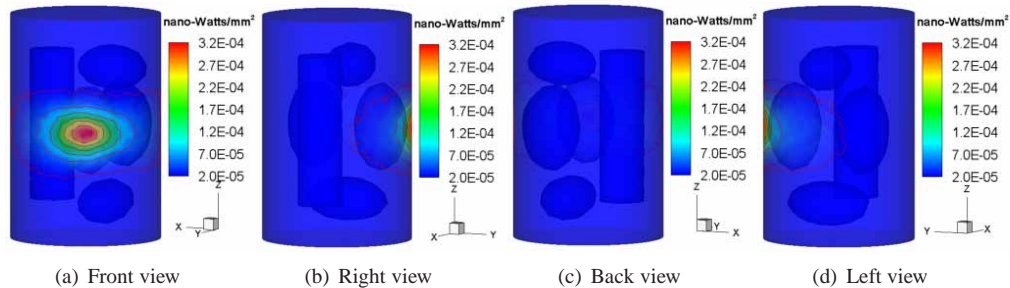 nano-Watts/mm²
3.2E-04
2.7E-04
2.2E-04
1.7E-04
1.2E-04
7.0E-05
2.0E-05
Z
X
Y
nano-Watts/mm²
3.2E-04
2.7E-04
2.2E-04
1.7E-04
1.2E-04
7.0E-05
2.0E-05
Z
X
Y
nano-Watts/mm²
3.2E-04
2.7E-04
2.2E-04
1.7E-04
1.2E-04
7.0E-05
2.0E-05
Z
Y
X
nano-Watts/mm²
3.2E-04
2.7E-04
2.2E-04
1.7E-04
1.2E-04
7.0E-05
2.0E-05
Z
Y
X
(a) Front view
(b) Right view
(c) Back view
(d) Left view